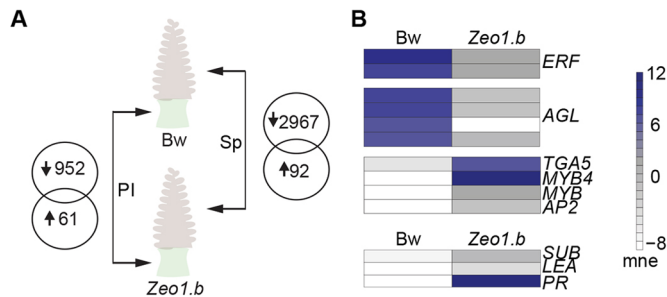 A
Bw
Zeo1.b
PI
Sp
↓952
↑61
↓2967
↑92
B
Bw Zeo1.b
ERF
AGL
TGA5
MYB4
MYB
AP2
Bw Zeo1.b
SUB
LEA
PR
12
6
0
−8
mne